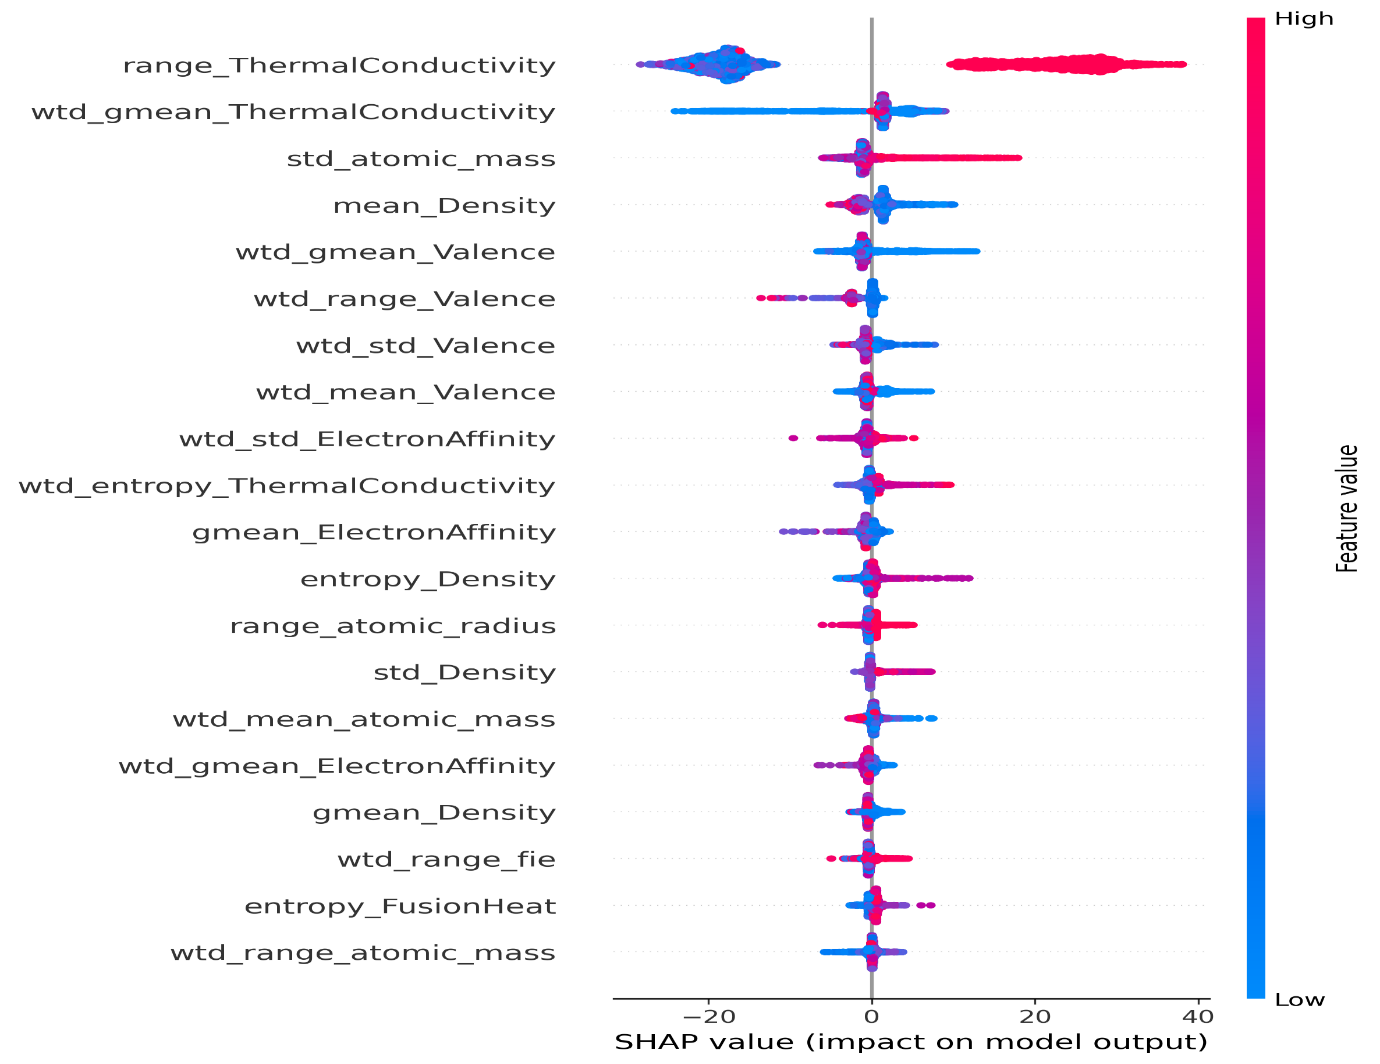 High
range_ThermalConductivity
wtd_gmean_ThermalConductivity
std_atomic_mass
mean_Density
wtd_gmean_Valence
wtd_range_Valence
wtd_std_Valence
wtd_mean_Valence
wtd_std_ElectronAffinity
wtd_entropy_ThermalConductivity
gmean_ElectronAffinity
entropy_Density
range_atomic_radius
std_Density
wtd_mean_atomic_mass
wtd_gmean_ElectronAffinity
gmean_Density
wtd_range_fie
entropy_FusionHeat
wtd_range_atomic_mass
Feature value
Low
−20 0 20 40
SHAP value (impact on model output)